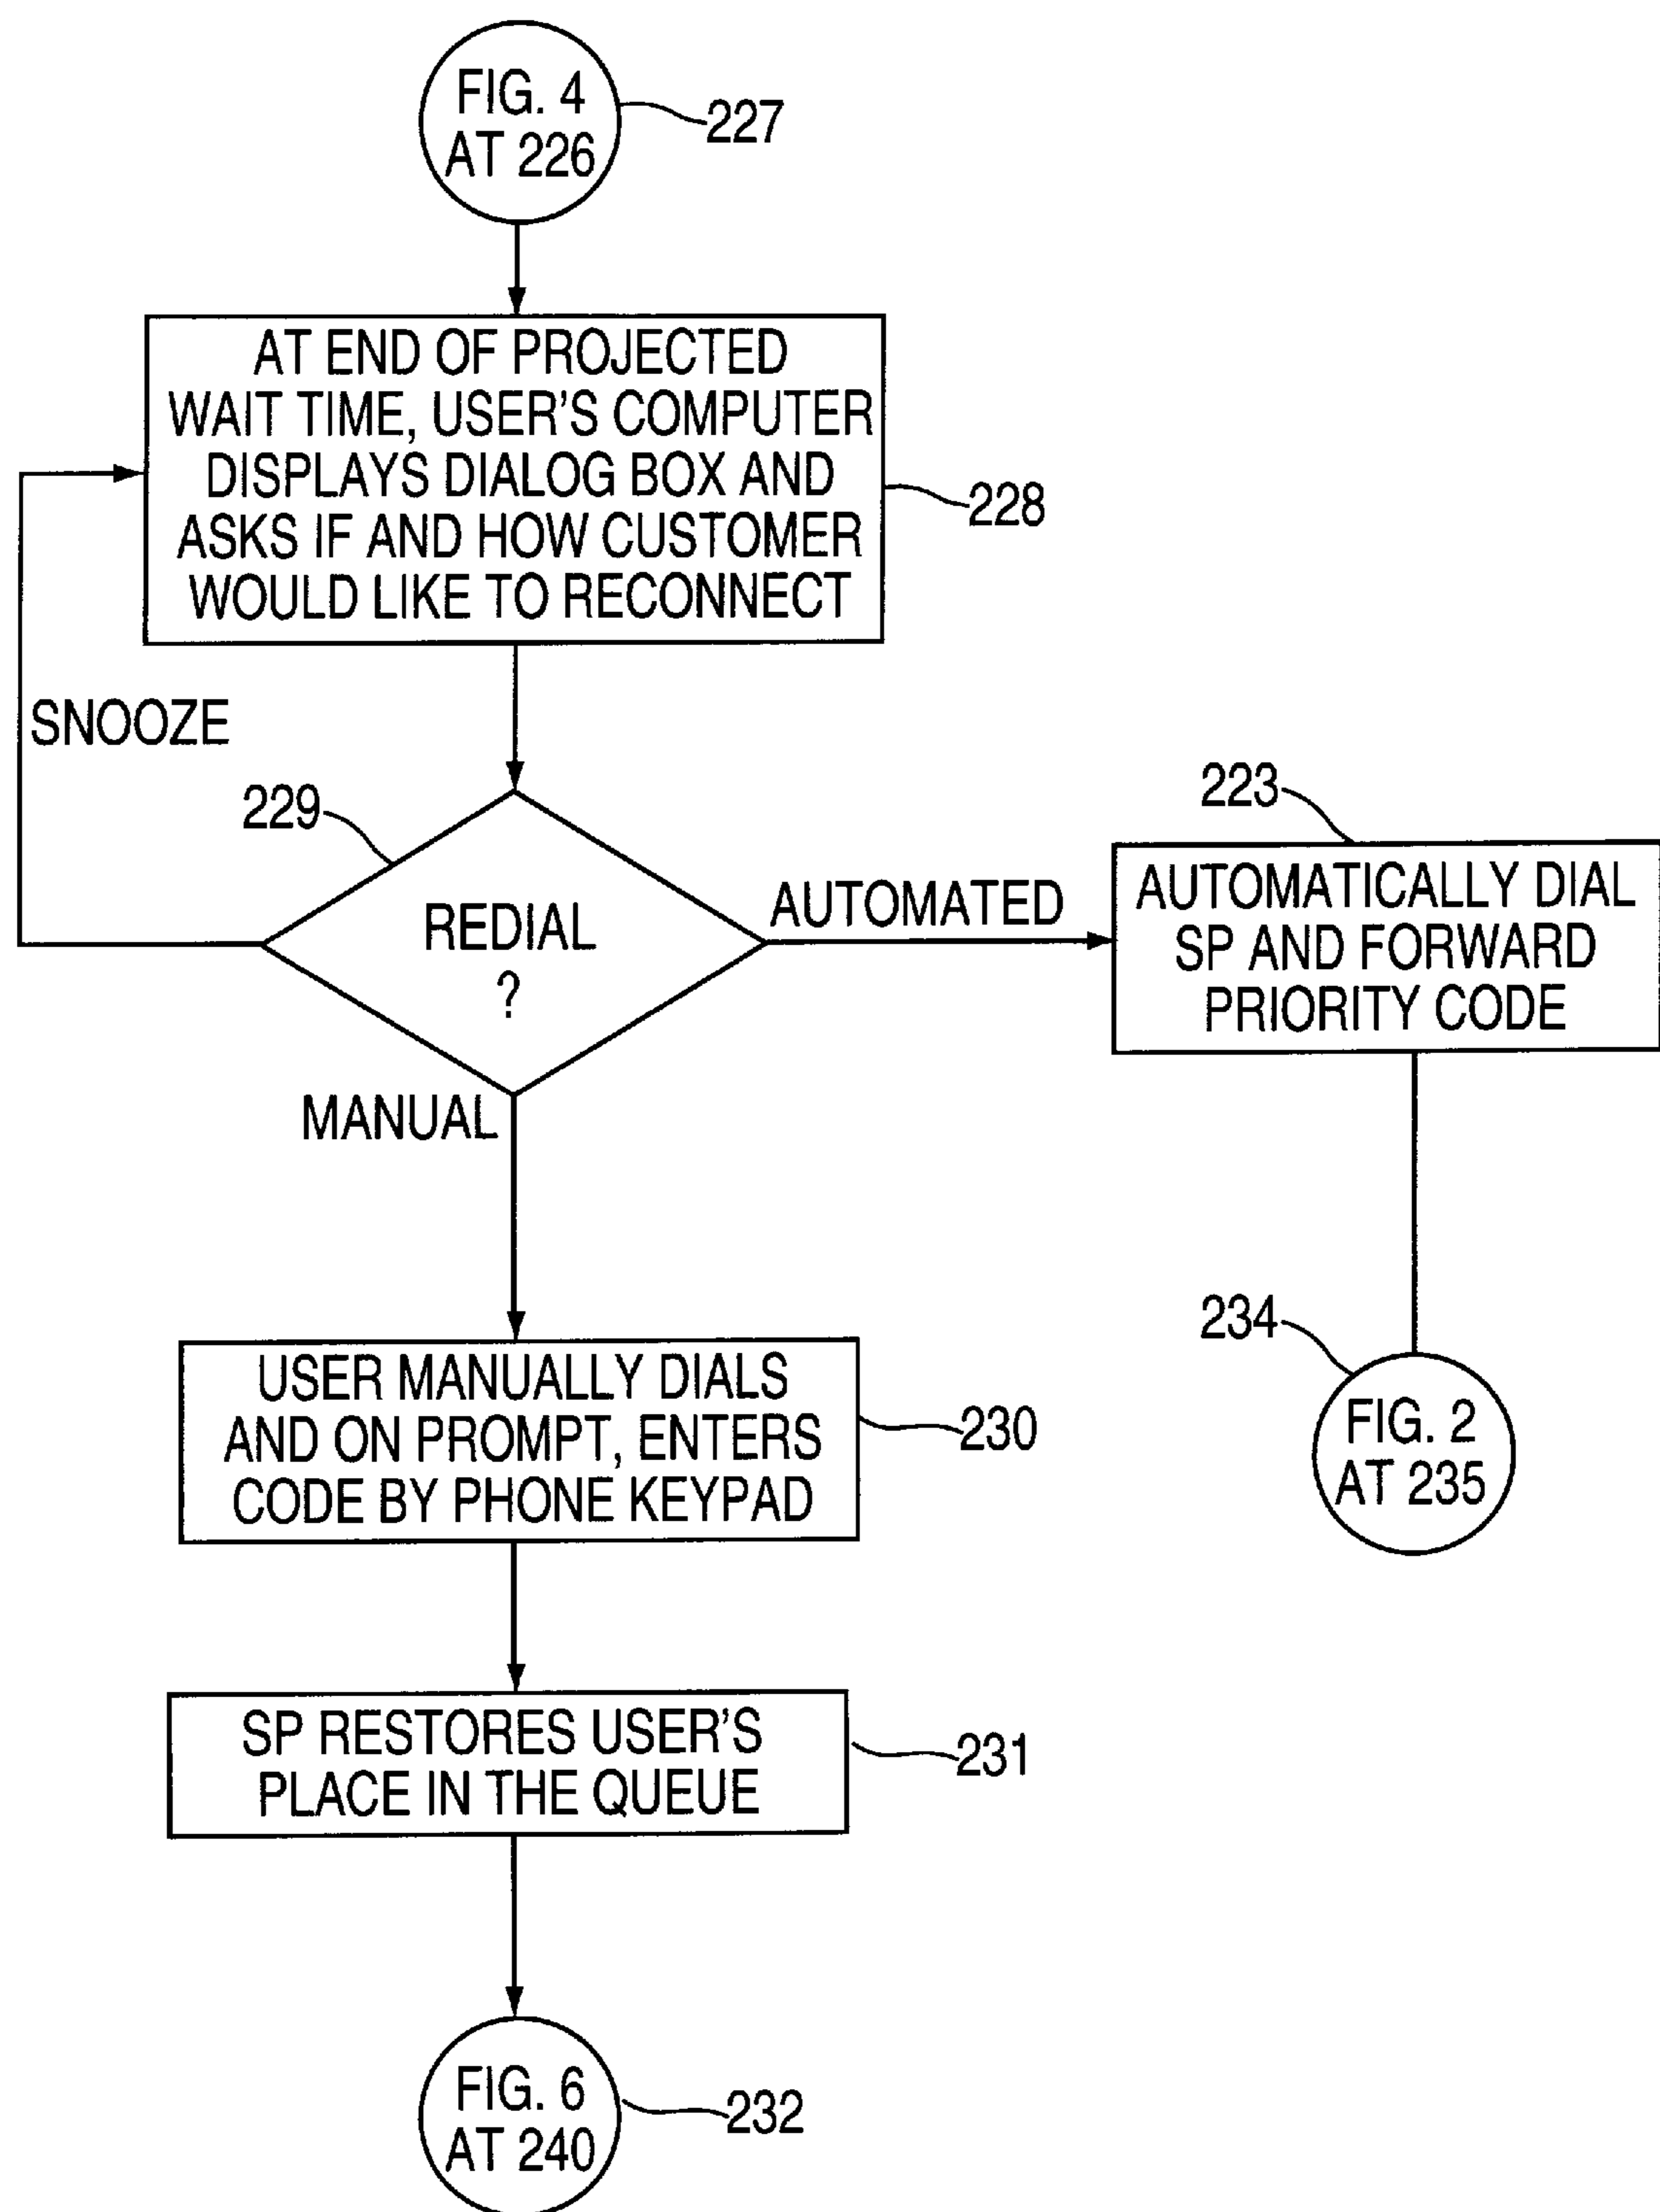 FIG. 4
AT 226
227
AT END OF PROJECTED
WAIT TIME, USER'S COMPUTER
DISPLAYS DIALOG BOX AND
ASKS IF AND HOW CUSTOMER
WOULD LIKE TO RECONNECT
228
SNOOZE
229
REDIAL
?
AUTOMATED
223
AUTOMATICALLY DIAL
SP AND FORWARD
PRIORITY CODE
MANUAL
234
FIG. 2
AT 235
USER MANUALLY DIALS
AND ON PROMPT, ENTERS
CODE BY PHONE KEYPAD
230
SP RESTORES USER'S
PLACE IN THE QUEUE
231
FIG. 6
AT 240
232